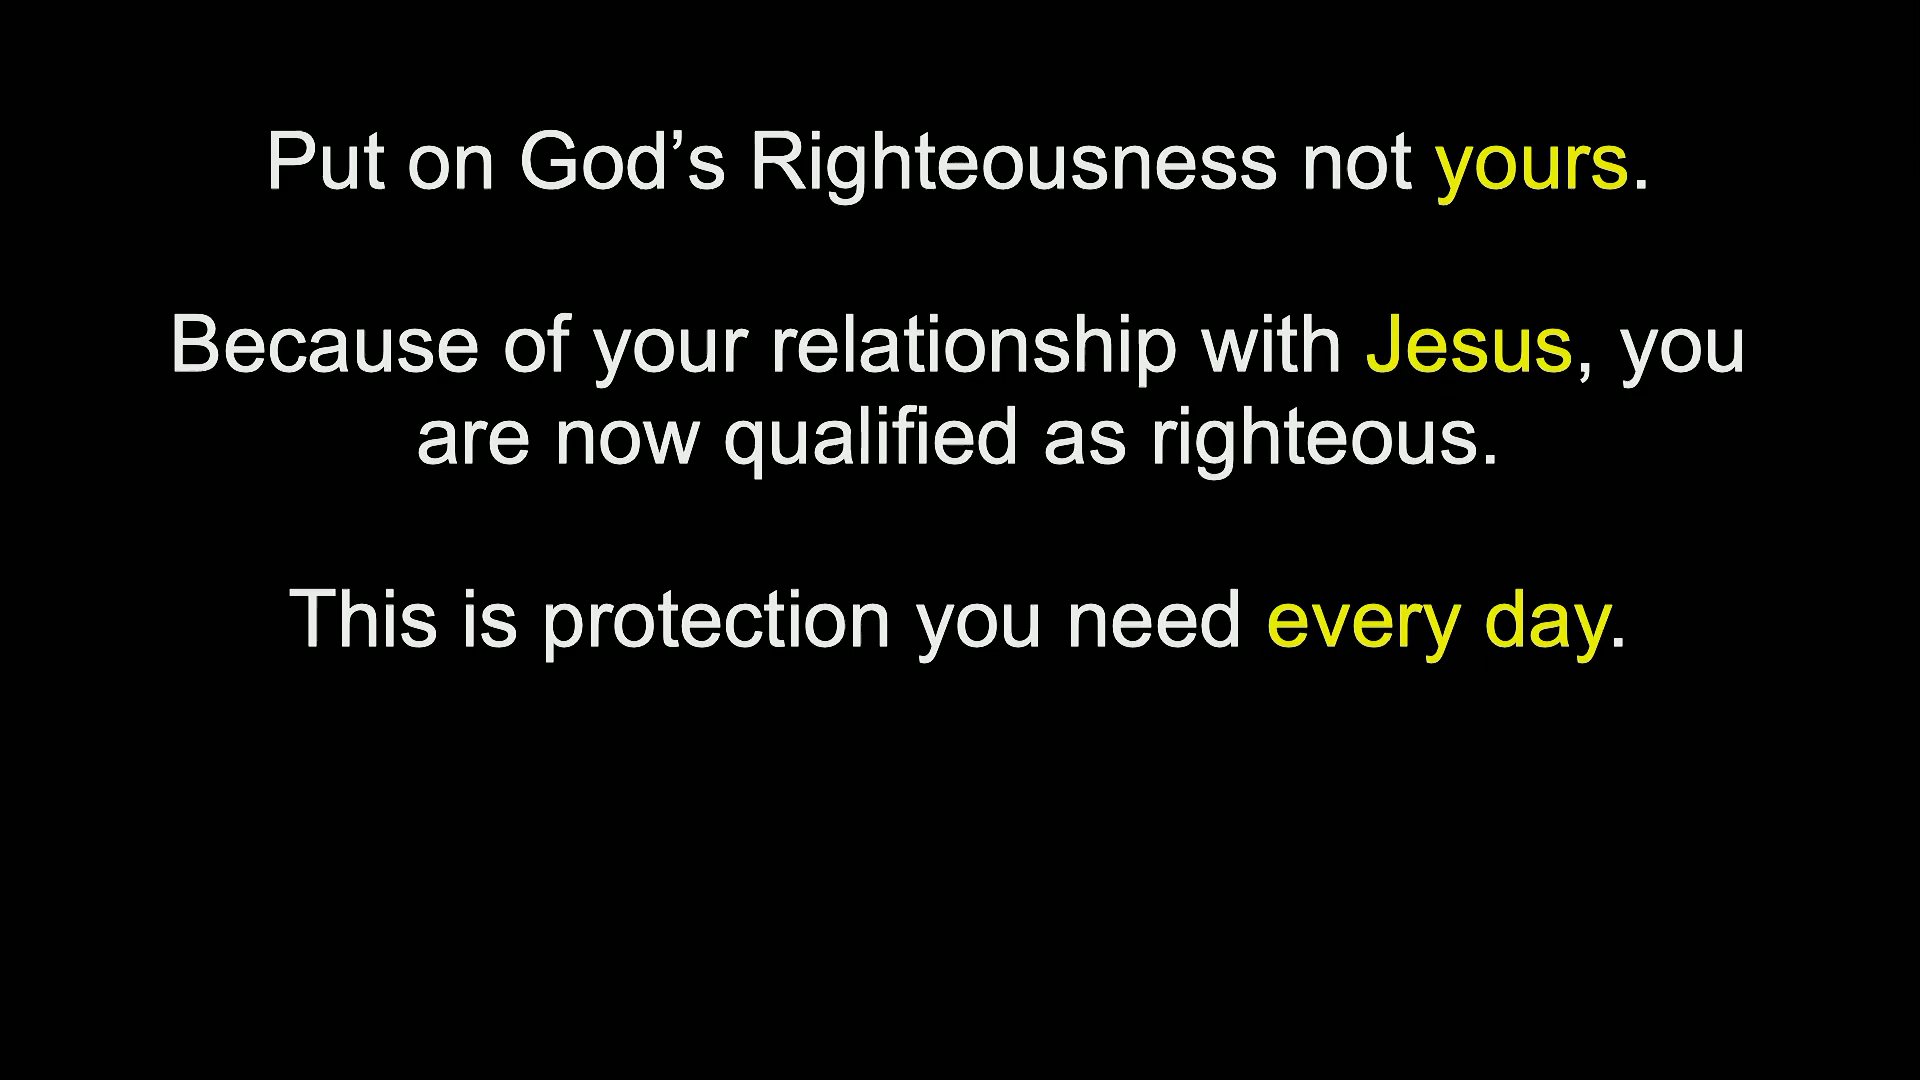 Put on God’s Righteousness not yours.
Because of your relationship with Jesus, you
are now qualified as righteous.
This is protection you need every day.